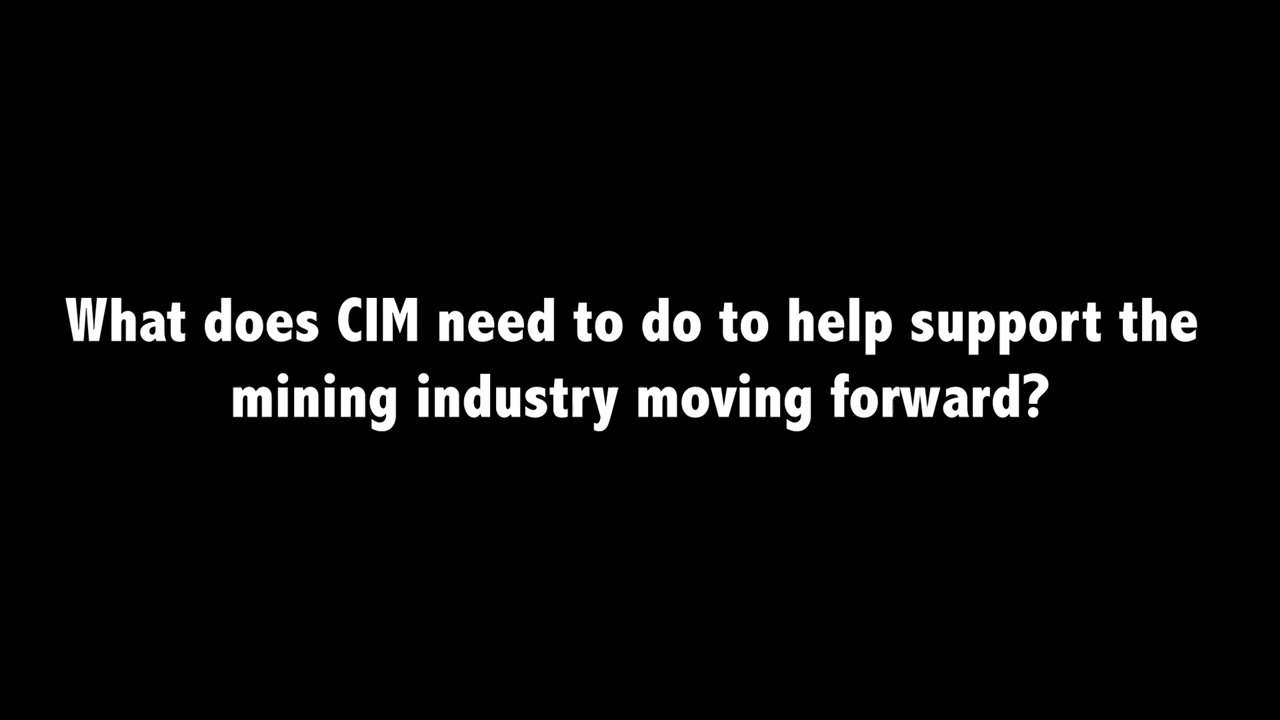 What does CIM need to do to help support the
mining industry moving forward?